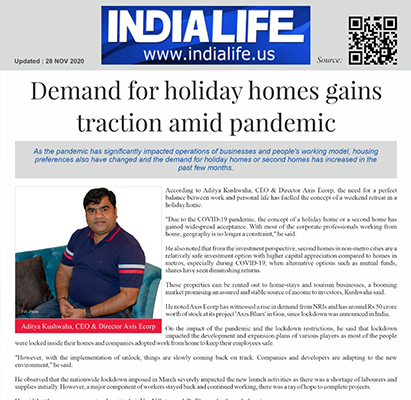 INDIALIFE
www.indialife.us
Updated : 28 NOV 2020
Source:
Demand for holiday homes gains
traction amid pandemic
As the pandemic has significantly impacted operations of businesses and people's working model, housing
preferences also have changed and the demand for holiday homes or second homes has increased in the
past few months.
According to Aditya Kushwaha, CEO & Director Axis Ecorp, the need for a perfect
balance between work and personal life has fuelled the concept of a weekend retreat in a
holiday home.
"Due to the COVID-19 pandemic, the concept of a holiday home or a second home has
gained widespread acceptance. With most of the corporate professionals working from
home, geography is no longer a constraint," he said.
He also noted that from the investment perspective, second homes in non-metro cities are a
relatively safe investment option with higher capital appreciation compared to homes in
metros, especially during COVID-19, when alternative options such as mutual funds,
shares have seen diminishing returns.
These properties can be rented out to home-stays and tourism businesses, a booming
market promising an assured and stable source of income to investors, Kushwaha said.
He noted Axis Ecorp has witnessed a rise in demand from NRIs and has around Rs 50 crore
worth of stock at its project 'Axis Blues' in Goa, since lockdown was announced in India.
File Photo
Aditya Kushwaha, CEO & Director Axis Ecorp
On the impact of the pandemic and the lockdown restrictions, he said that lockdown
impacted the development and expansion plans of various players as most of the people
were locked inside their homes and companies adopted work from home to keep their employees safe.
"However, with the implementation of unlock, things are slowly coming back on track. Companies and developers are adapting to the new
environment," he said.
He observed that the nationwide lockdown imposed in March severely impacted the new launch activities as there was a shortage of labourers and
supplies initially. However, a major component of workers stayed back and continued working, there was a ray of hope to complete projects.